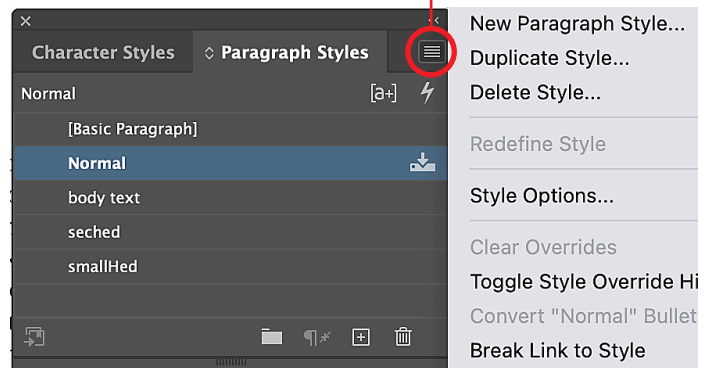 Character Styles
Paragraph Styles
Normal
[a+]
[Basic Paragraph]
Normal
body text
seched
smallHed
New Paragraph Style...
Duplicate Style...
Delete Style...
Redefine Style
Style Options...
Clear Overrides
Toggle Style Override Hi
Convert "Normal" Bullet
Break Link to Style